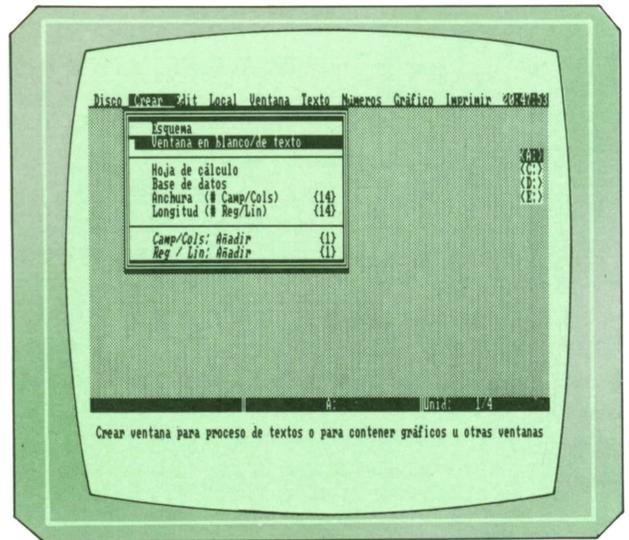 Disco Crear Edit Local Ventana Texto Números Gráfico Imprimir
Esquema
Ventana en blanco/de texto
Hoja de cálculo
Base de datos
Anchura (# Camp/Cols) {14}
Longitud (# Reg/Lin) {14}
Camp/Cols: Añadir {1}
Reg / Lin: Añadir {1}
{A:}
{C:}
{D:}
{E:}
A: Unid: 1/4
Crear ventana para proceso de textos o para contener gráficos u otras ventanas